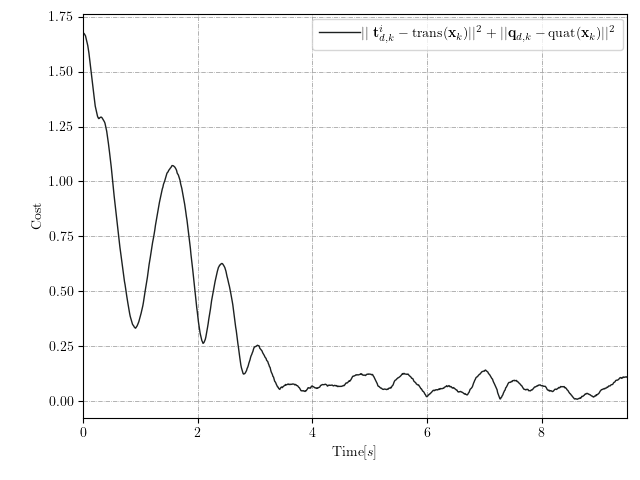 || t^i_{d,k} − trans(x_k)||² + ||q_{d,k} − quat(x_k)||²
1.75
1.50
1.25
1.00
0.75
0.50
0.25
0.00
Cost
0 2 4 6 8
Time[s]